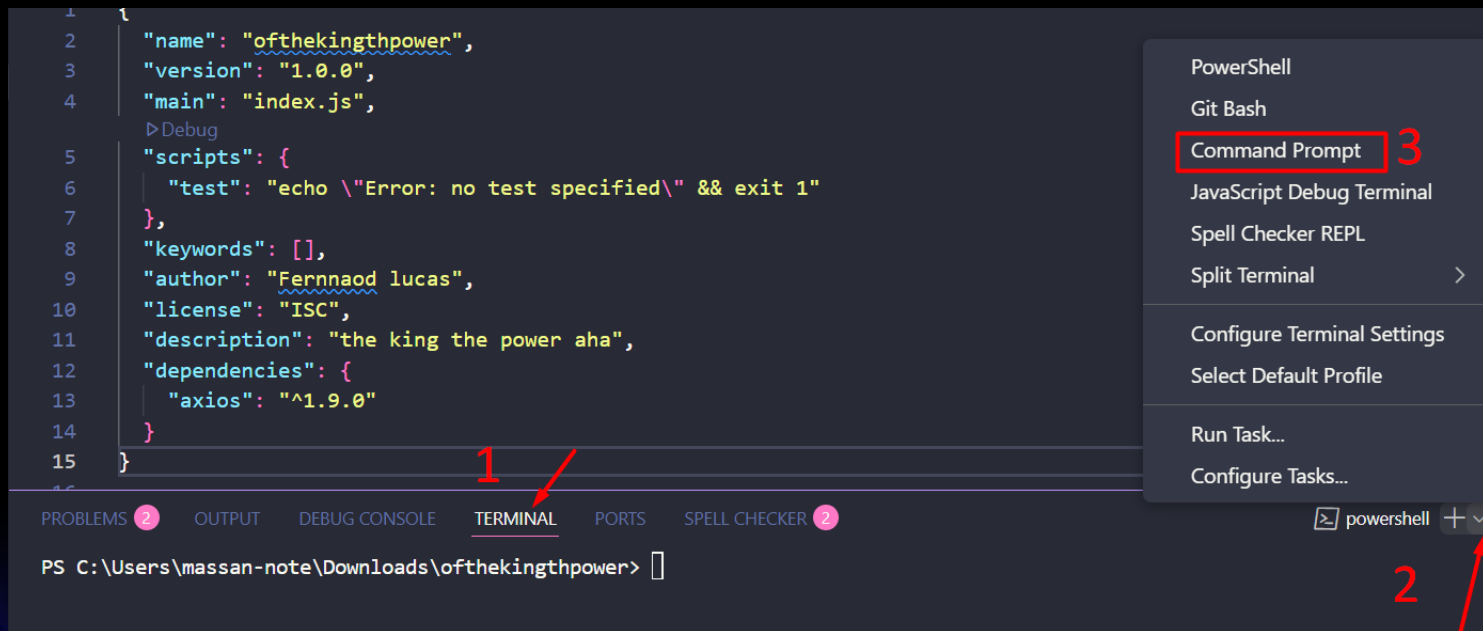 1 {
2 "name": "ofthekingthpower",
3 "version": "1.0.0",
4 "main": "index.js",
Debug
5 "scripts": {
6 "test": "echo \"Error: no test specified\" && exit 1"
7 },
8 "keywords": [],
9 "author": "Fernnaod lucas",
10 "license": "ISC",
11 "description": "the king the power aha",
12 "dependencies": {
13 "axios": "^1.9.0"
14 }
15 }
16
PowerShell
Git Bash
Command Prompt 3
JavaScript Debug Terminal
Spell Checker REPL
Split Terminal
Configure Terminal Settings
Select Default Profile
Run Task...
Configure Tasks...
1
PROBLEMS 2 OUTPUT DEBUG CONSOLE TERMINAL PORTS SPELL CHECKER 2 powershell
PS C:\Users\massan-note\Downloads\ofthekingthpower>
2